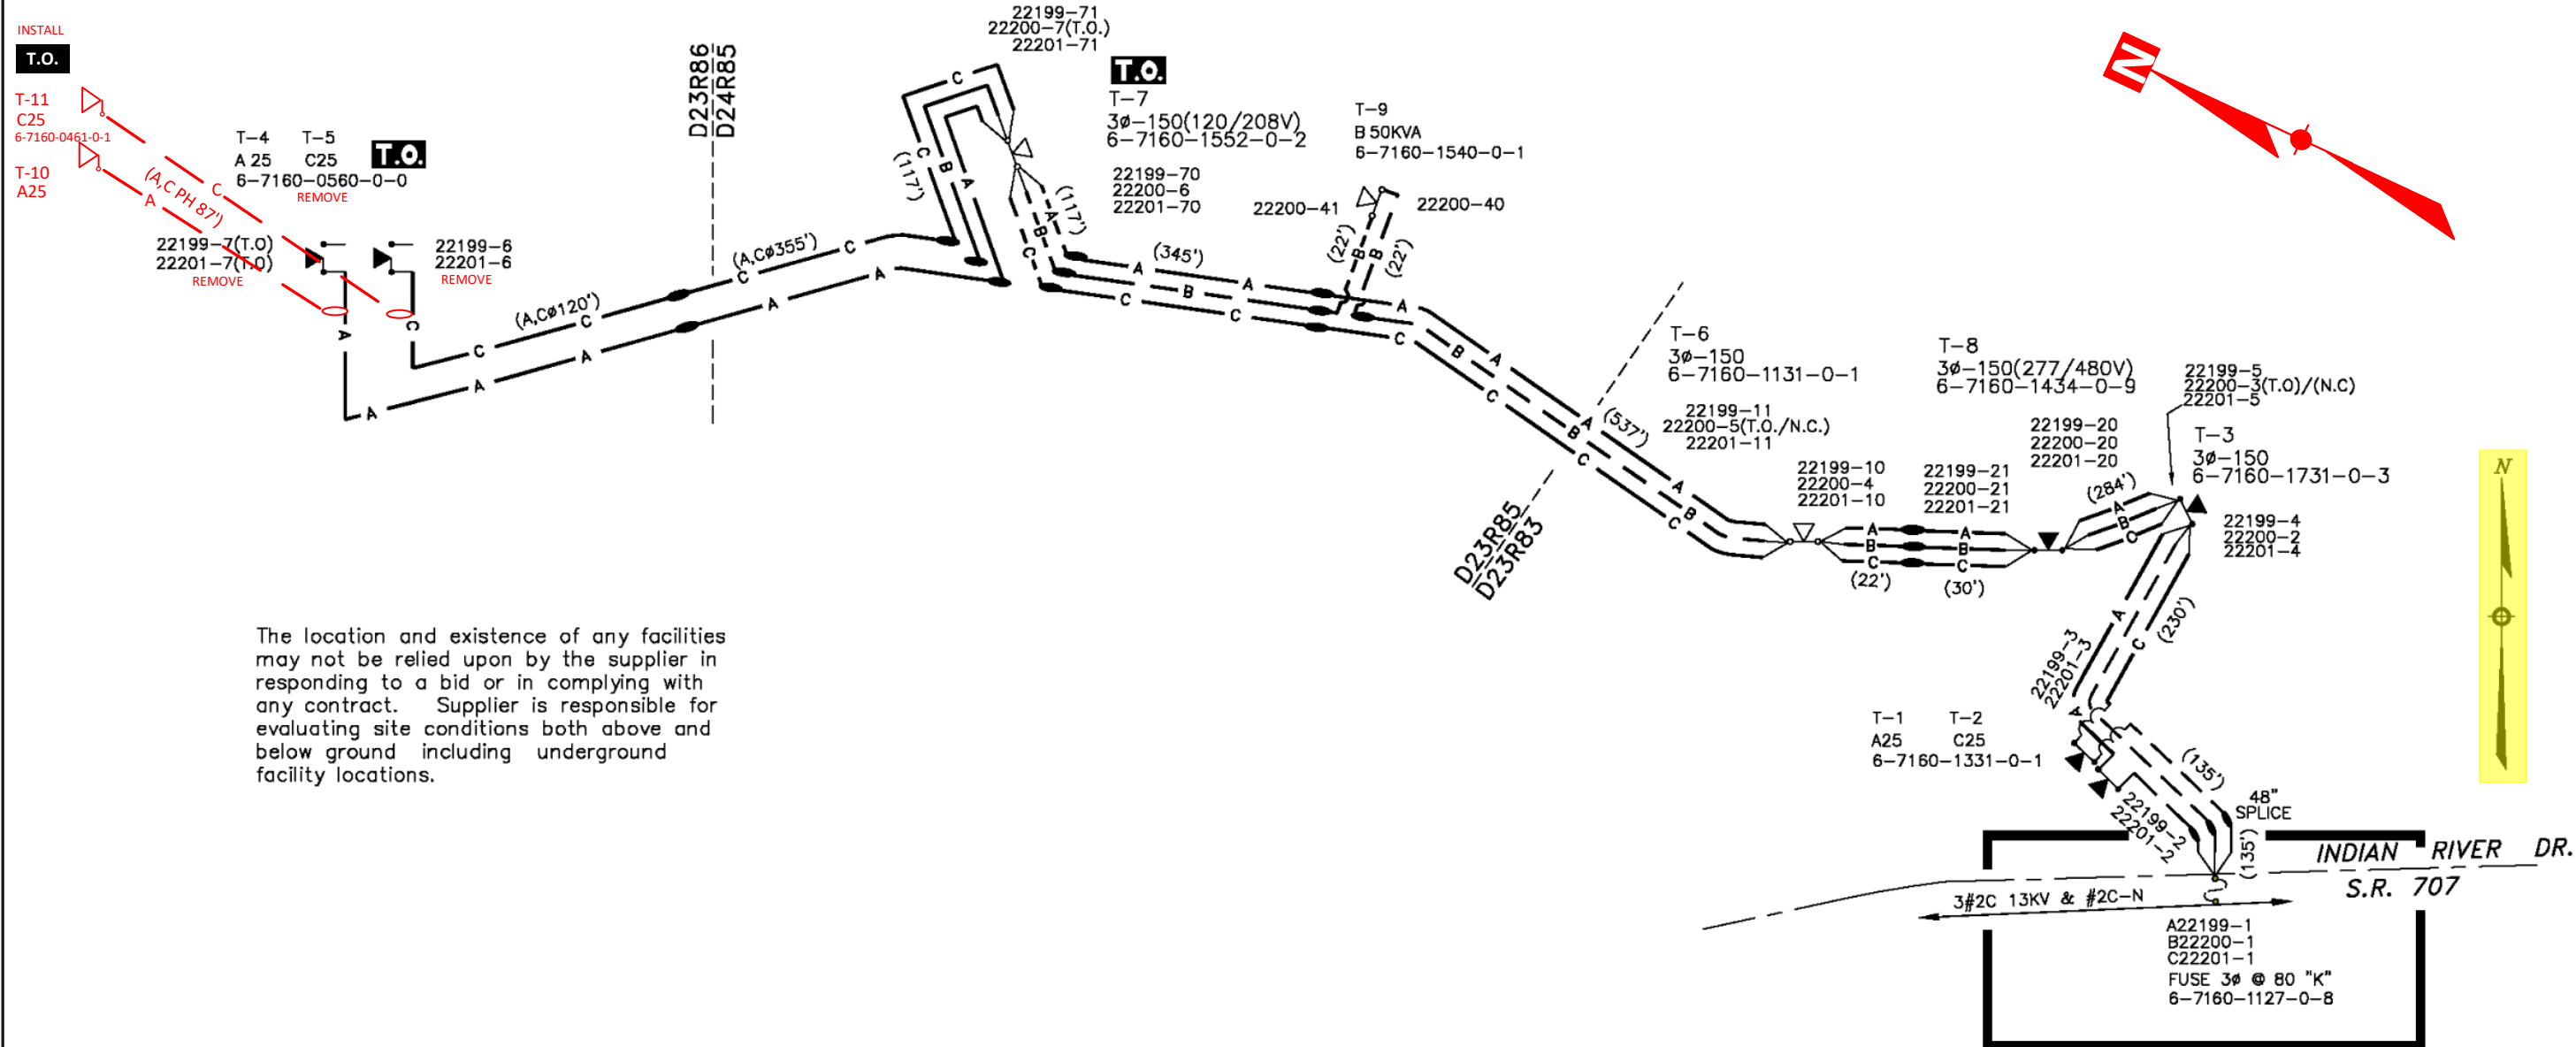 INSTALL
T.O.
T-11
C25
6-7160-0461-0-1
T-10
A25
(A,C PH 87')
C
A
T-4 T-5
A 25 C25
T.O.
6-7160-0560-0-0
REMOVE
22199-7(T.O)
22201-7(T.O)
REMOVE
22199-6
22201-6
REMOVE
A
C
A
C
A
(A,Cø120')
C
A
D23R86
D24R85
(A,Cø355')
C
C
A
A
22199-71
22200-7(T.O.)
22201-71
C
C
B
A
(117')
T.O.
T-7
3ø-150(120/208V)
6-7160-1552-0-2
22199-70
22200-6
22201-70
(117')
A
B
C
(345')
A
A
B
C
C
T-9
B 50KVA
6-7160-1540-0-1
22200-41
22200-40
(22')
B
B
(22')
A
C
B
A
C
A
B
C
(537')
D23R85
D23R83
A
B
C
T-6
3ø-150
6-7160-1131-0-1
22199-11
22200-5(T.O./N.C.)
22201-11
22199-10
22200-4
22201-10
A
B
C
(22')
22199-21
22200-21
22201-21
A
B
C
(30')
T-8
3ø-150(277/480V)
6-7160-1434-0-9
22199-20
22200-20
22201-20
(284')
A
B
C
22199-5
22200-3(T.O)/(N.C)
22201-5
T-3
3ø-150
6-7160-1731-0-3
22199-4
22200-2
22201-4
A
C
(230')
22199-3
22201-3
A
T-1 T-2
A25 C25
6-7160-1331-0-1
(135')
22199-2
22201-2
48"
SPLICE
(135')
INDIAN RIVER DR.
S.R. 707
3#2C 13KV & #2C-N
A22199-1
B22200-1
C22201-1
FUSE 3ø @ 80 "K"
6-7160-1127-0-8
N
N
The location and existence of any facilities
may not be relied upon by the supplier in
responding to a bid or in complying with
any contract. Supplier is responsible for
evaluating site conditions both above and
below ground including underground
facility locations.